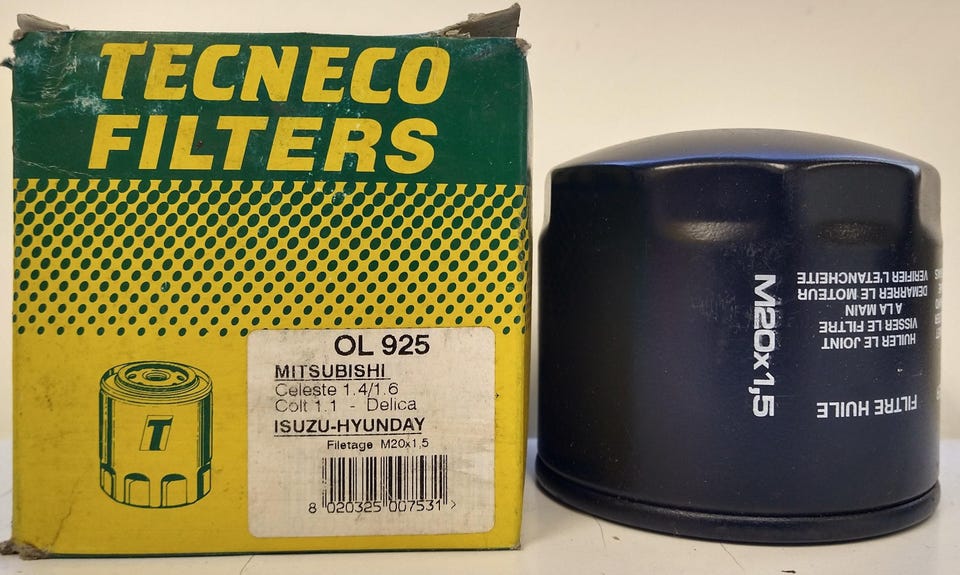 TECNECO
FILTERS
OL 925
MITSUBISHI
Celeste 1.4/1.6
Colt 1.1 - Delica
ISUZU-HYUNDAY
Filetage M20x1,5
8 020325 007531 >
T
M20x1,5
FILTRE HUILE
HUILER LE JOINT
VISSER LE FILTRE
A LA MAIN
DEMARRER LE MOTEUR
VERIFIER L'ETANCHEITE